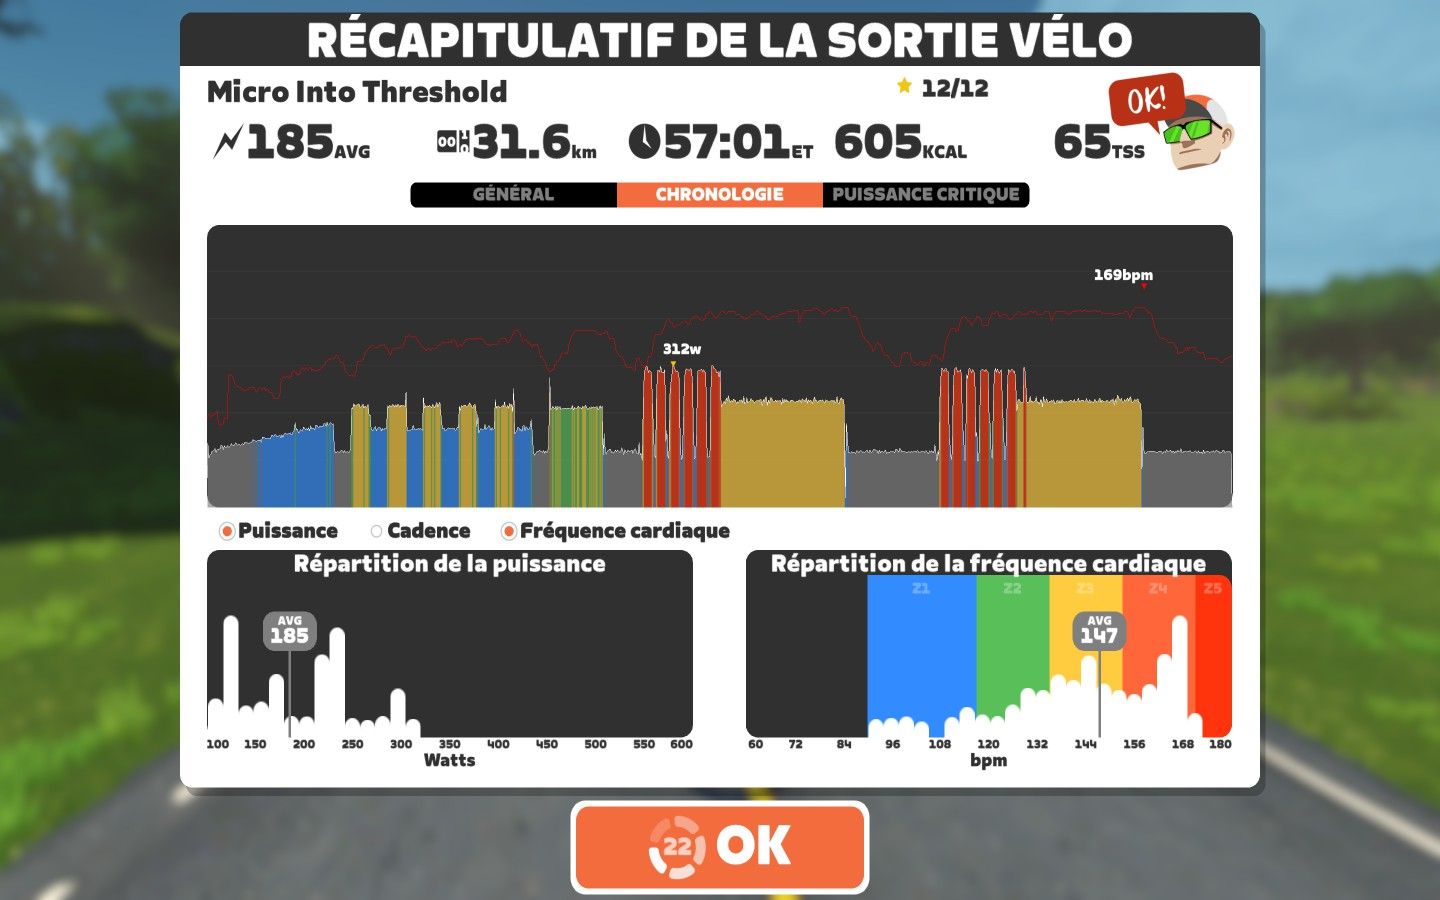 RÉCAPITULATIF DE LA SORTIE VÉLO
Micro Into Threshold
12/12
OK!
185AVG
31.6km
57:01ET
605KCAL
65TSS
GÉNÉRAL
CHRONOLOGIE
PUISSANCE CRITIQUE
169bpm
312w
Puissance
Cadence
Fréquence cardiaque
Répartition de la puissance
AVG
185
100 150 200 250 300 350 400 450 500 550 600
Watts
Répartition de la fréquence cardiaque
Z1 Z2 Z3 Z4 Z5
AVG
147
60 72 84 96 108 120 132 144 156 168 180
bpm
22 OK